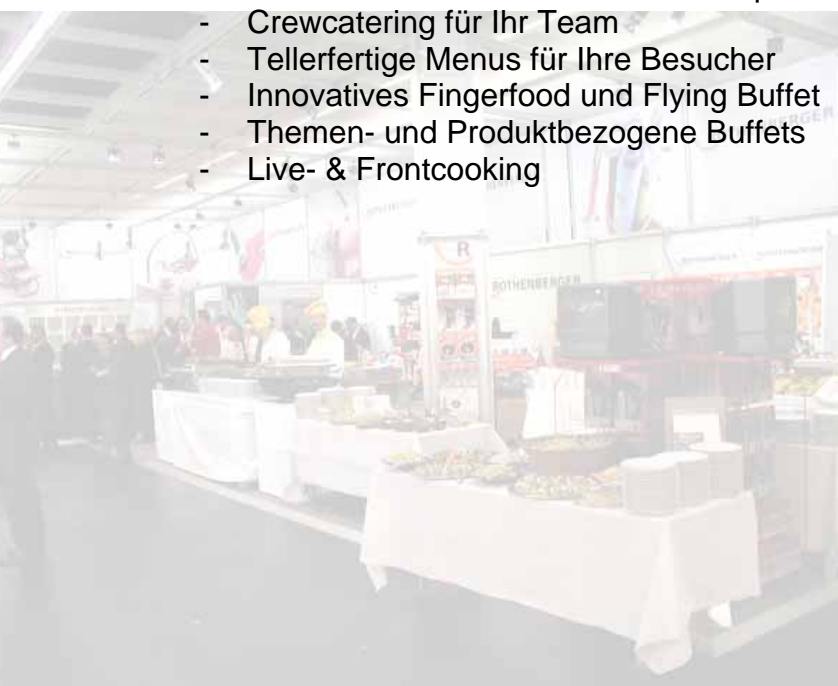 - Crewcatering für Ihr Team
- Tellerfertige Menus für Ihre Besucher
- Innovatives Fingerfood und Flying Buffet
- Themen- und Produktbezogene Buffets
- Live- & Frontcooking
R
ROTHENBERGER